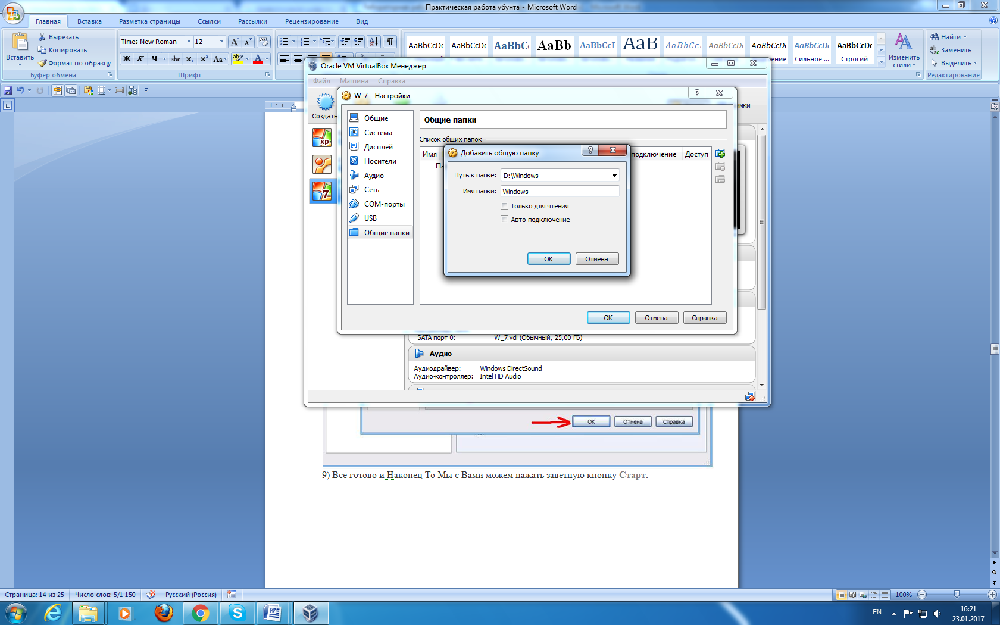 Практическая работа убунта - Microsoft Word
Главная
Вставка
Разметка страницы
Ссылки
Рассылки
Рецензирование
Вид
Вставить
Вырезать
Копировать
Формат по образцу
Буфер обмена
Times New Roman
12
Ж К Ч abc x₂ x² Aa
Шрифт
AaBbCcDc
AaBbCcDc
AaBbC
AaBb
AaBbCcI
AaB
AaBbCc.
AaBbCcDc
AaBbCcDc
AaBbCcDc
AaBbCcDc
Сильное ...
Строгий
Изменить стили
Найти
Заменить
Выделить
Редактирование
1
Oracle VM VirtualBox Менеджер
Файл
Машина
Справка
Создать
W_7 - Настройки
Общие
Система
Дисплей
Носители
Аудио
Сеть
COM-порты
USB
Общие папки
Общие папки
Список общих папок
Имя
подключение
Доступ
Добавить общую папку
Путь к папке: D:\Windows
Имя папки: Windows
Только для чтения
Авто-подключение
OK
Отмена
OK
Отмена
Справка
SATA порт 0: W_7.vdi (Обычный, 25,00 ГБ)
Аудио
Аудиодрайвер: Windows DirectSound
Аудио-контроллер: Intel HD Audio
OK
Отмена
Справка
9) Все готово и Наконец То Мы с Вами можем нажать заветную кнопку Старт.
Страница: 14 из 25
Число слов: 5/1 150
Русский (Россия)
100%
EN
16:21
23.01.2017